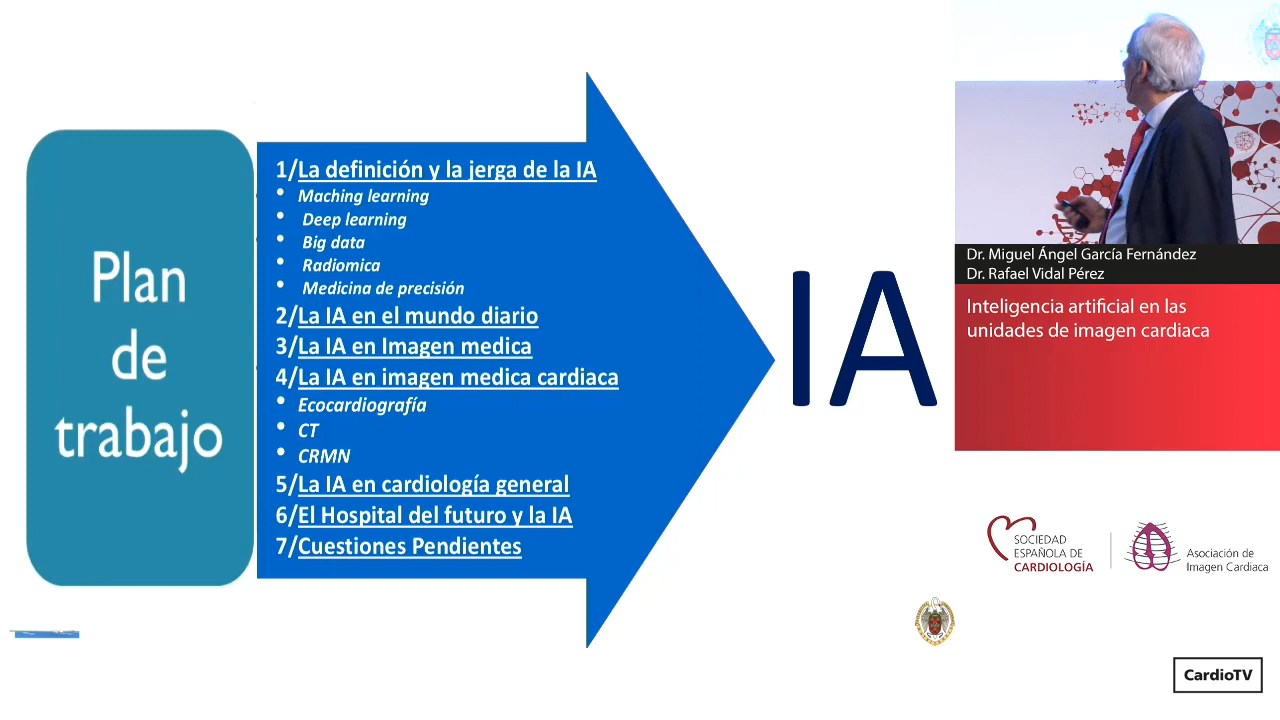 Plan
de
trabajo
1/La definición y la jerga de la IA
• Maching learning
• Deep learning
• Big data
• Radiomica
• Medicina de precisión
2/La IA en el mundo diario
3/La IA en Imagen medica
4/La IA en imagen medica cardiaca
• Ecocardiografía
• CT
• CRMN
5/La IA en cardiología general
6/El Hospital del futuro y la IA
7/Cuestiones Pendientes
IA
Dr. Miguel Ángel García Fernández
Dr. Rafael Vidal Pérez
Inteligencia artificial en las
unidades de imagen cardiaca
SOCIEDAD
ESPAÑOLA DE
CARDIOLOGÍA
Asociación de
Imagen Cardiaca
CardioTV